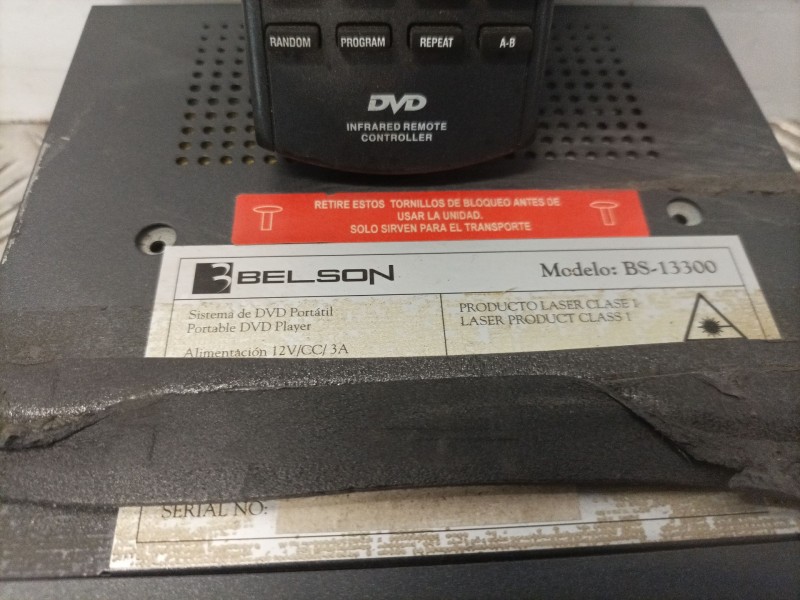 RANDOM PROGRAM REPEAT A-B
DVD
INFRARED REMOTE
CONTROLLER
RETIRE ESTOS TORNILLOS DE BLOQUEO ANTES DE
USAR LA UNIDAD.
SOLO SIRVEN PARA EL TRANSPORTE
BELSON
Modelo: BS-13300
Sistema de DVD Portátil
Portable DVD Player
Alimentación 12V/CC/ 3A
PRODUCTO LASER CLASE 1
LASER PRODUCT CLASS 1
SERIAL NO: